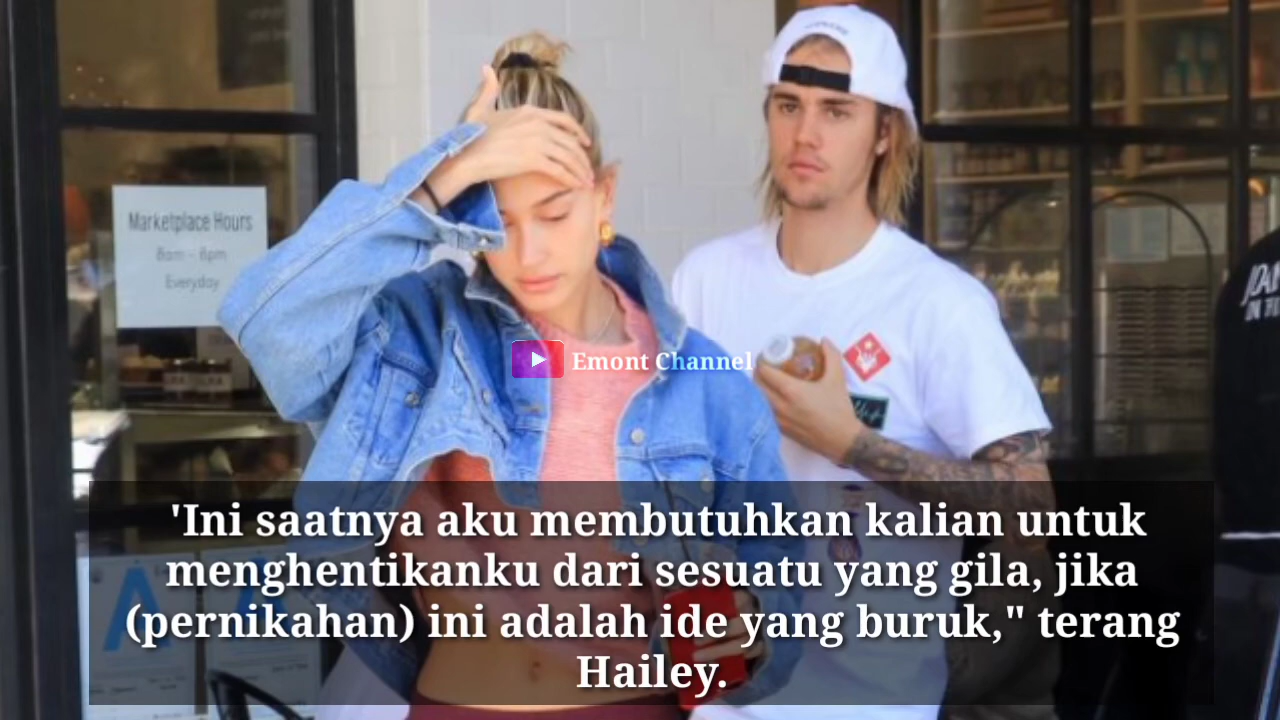 Marketplace Hours
8am - 8pm
Everyday
Emont Channel
'Ini saatnya aku membutuhkan kalian untuk
menghentikanku dari sesuatu yang gila, jika
(pernikahan) ini adalah ide yang buruk," terang
Hailey.
A